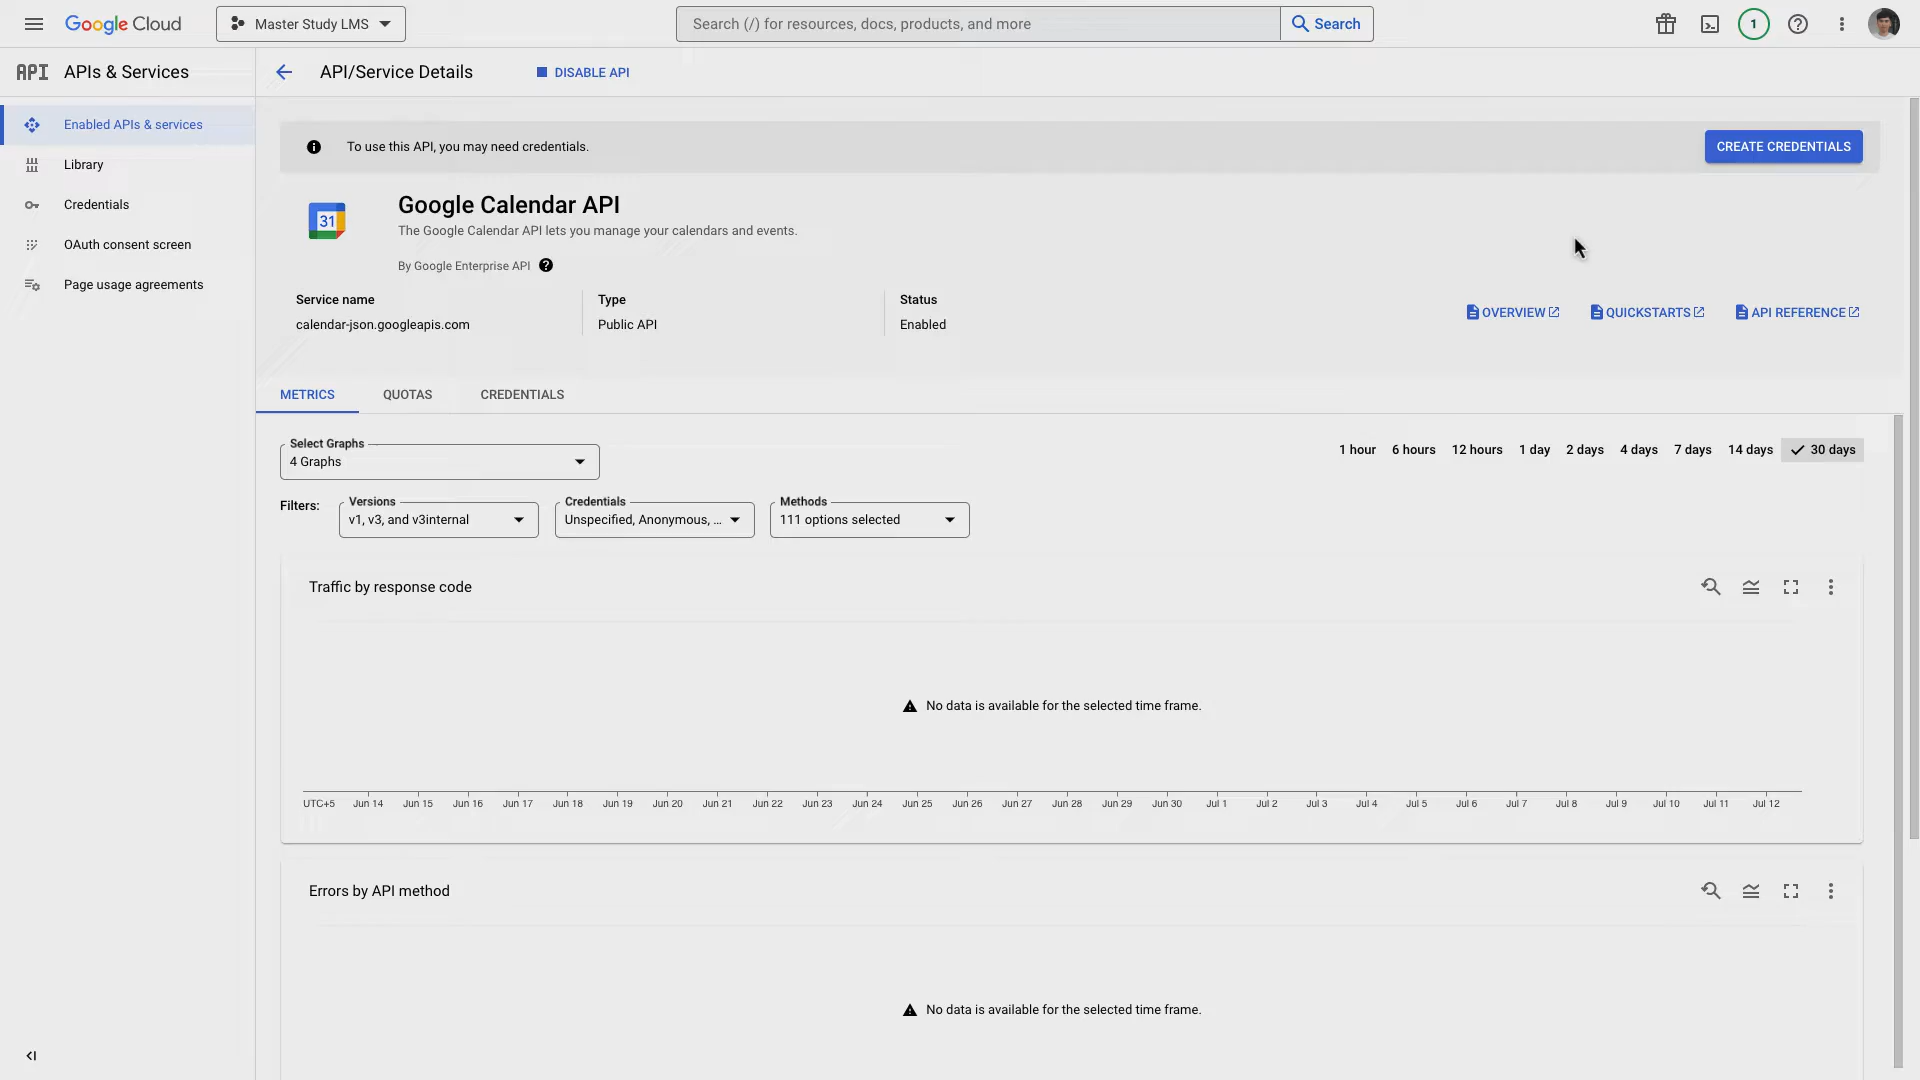 Google Cloud
Master Study LMS
Search (/) for resources, docs, products, and more
Search
1
API
APIs & Services
API/Service Details
DISABLE API
Enabled APIs & services
Library
Credentials
OAuth consent screen
Page usage agreements
To use this API, you may need credentials.
CREATE CREDENTIALS
31
Google Calendar API
The Google Calendar API lets you manage your calendars and events.
By Google Enterprise API
Service name
calendar-json.googleapis.com
Type
Public API
Status
Enabled
OVERVIEW
QUICKSTARTS
API REFERENCE
METRICS
QUOTAS
CREDENTIALS
Select Graphs
4 Graphs
1 hour
6 hours
12 hours
1 day
2 days
4 days
7 days
14 days
30 days
Filters:
Versions
v1, v3, and v3internal
Credentials
Unspecified, Anonymous, ...
Methods
111 options selected
Traffic by response code
No data is available for the selected time frame.
UTC+5 Jun 14 Jun 15 Jun 16 Jun 17 Jun 18 Jun 19 Jun 20 Jun 21 Jun 22 Jun 23 Jun 24 Jun 25 Jun 26 Jun 27 Jun 28 Jun 29 Jun 30 Jul 1 Jul 2 Jul 3 Jul 4 Jul 5 Jul 6 Jul 7 Jul 8 Jul 9 Jul 10 Jul 11 Jul 12
Errors by API method
No data is available for the selected time frame.